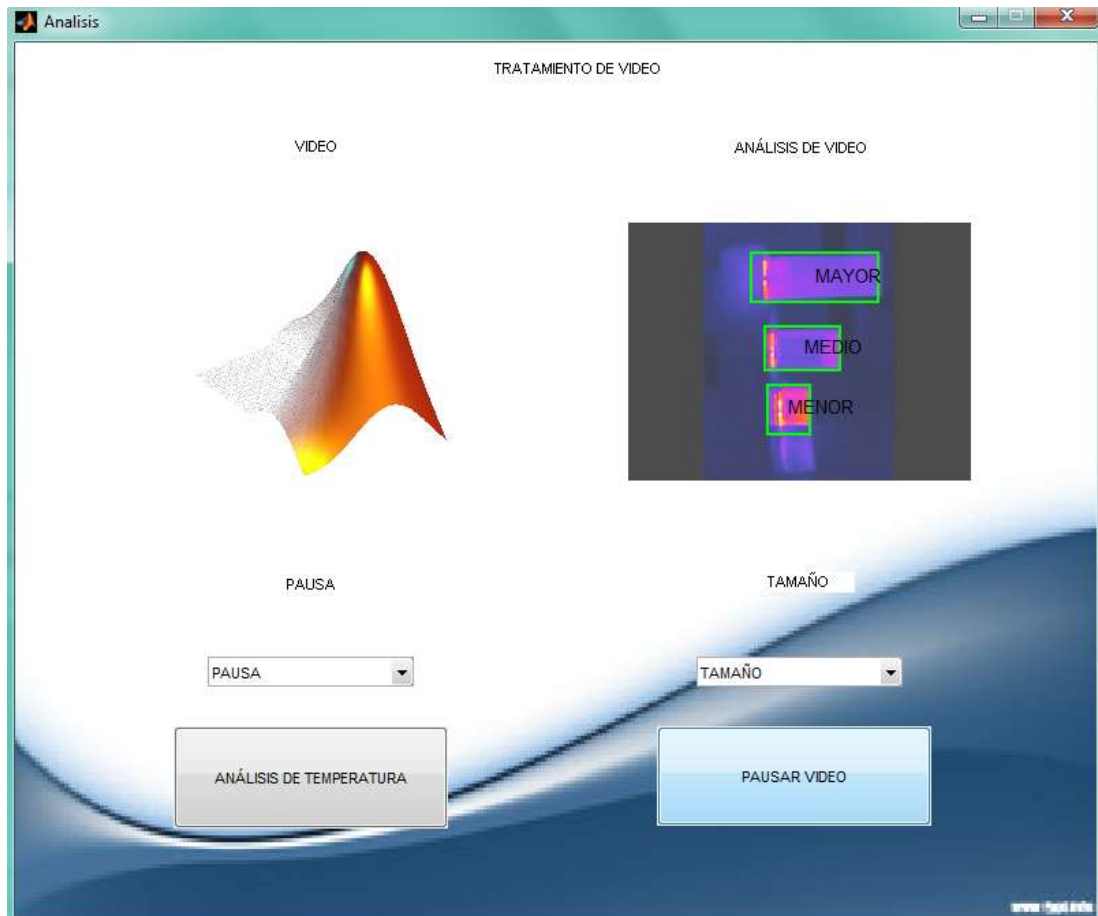 Analisis
TRATAMIENTO DE VIDEO
VIDEO
ANÁLISIS DE VIDEO
MAYOR
MEDIO
MENOR
PAUSA
TAMAÑO
PAUSA
TAMAÑO
ANÁLISIS DE TEMPERATURA
PAUSAR VIDEO